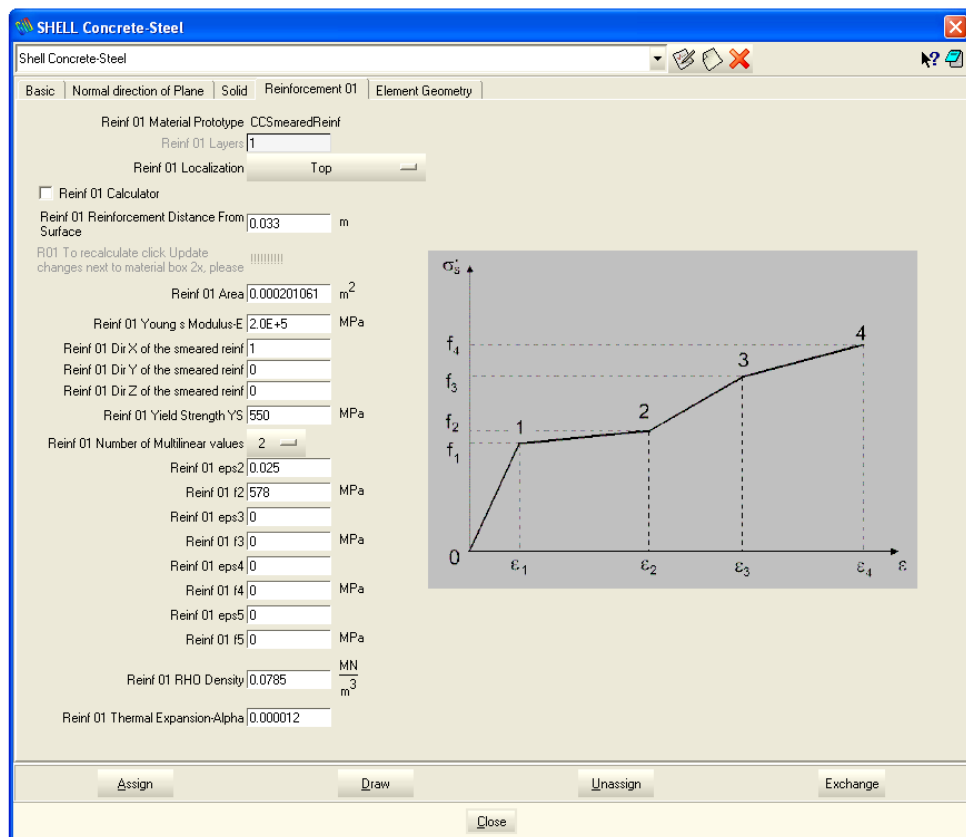 SHELL Concrete-Steel
Shell Concrete-Steel
Basic Normal direction of Plane Solid Reinforcement 01 Element Geometry
Reinf 01 Material Prototype CCSmearedReinf
Reinf 01 Layers 1
Reinf 01 Localization Top
Reinf 01 Calculator
Reinf 01 Reinforcement Distance From
Surface 0.033 m
R01 To recalculate click Update
changes next to material box 2x, please !!!!!!!!!!
Reinf 01 Area 0.000201061 m²
Reinf 01 Young s Modulus-E 2.0E+5 MPa
Reinf 01 Dir X of the smeared reinf 1
Reinf 01 Dir Y of the smeared reinf 0
Reinf 01 Dir Z of the smeared reinf 0
Reinf 01 Yield Strength YS 550 MPa
Reinf 01 Number of Multilinear values 2
Reinf 01 eps2 0.025
Reinf 01 f2 578 MPa
Reinf 01 eps3 0
Reinf 01 f3 0 MPa
Reinf 01 eps4 0
Reinf 01 f4 0 MPa
Reinf 01 eps5 0
Reinf 01 f5 0 MPa
Reinf 01 RHO Density 0.0785 MN/m³
Reinf 01 Thermal Expansion-Alpha 0.000012
σs
f4
f3
f2
f1
1
2
3
4
0
ε1 ε2 ε3 ε4 ε
Assign Draw Unassign Exchange
Close